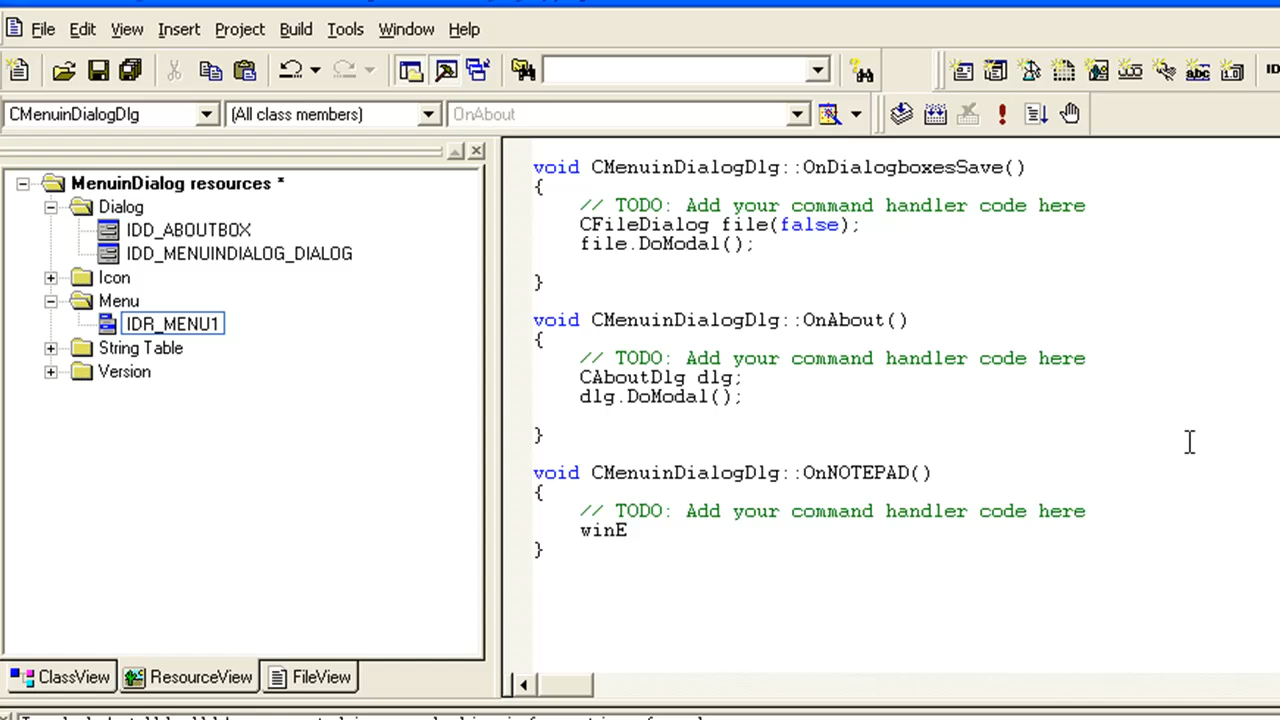 File Edit View Insert Project Build Tools Window Help
CMenuinDialogDlg (All class members) OnAbout
MenuinDialog resources *
Dialog
IDD_ABOUTBOX
IDD_MENUINDIALOG_DIALOG
Icon
Menu
IDR_MENU1
String Table
Version
ClassView ResourceView FileView
void CMenuinDialogDlg::OnDialogboxesSave()
{
// TODO: Add your command handler code here
CFileDialog file(false);
file.DoModal();
}
void CMenuinDialogDlg::OnAbout()
{
// TODO: Add your command handler code here
CAboutDlg dlg;
dlg.DoModal();
}
void CMenuinDialogDlg::OnNOTEPAD()
{
// TODO: Add your command handler code here
winE
}